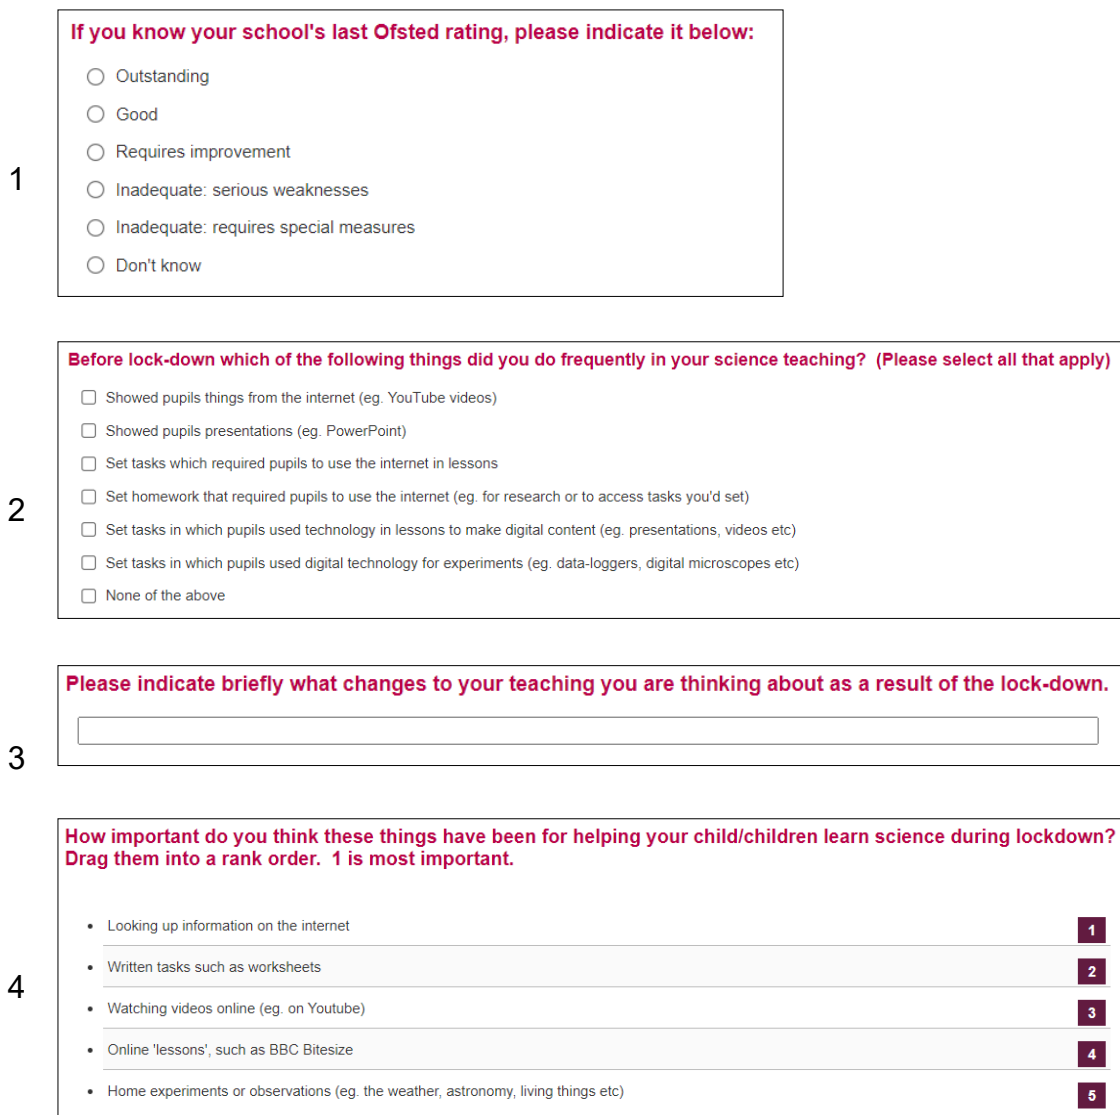 If you know your school's last Ofsted rating, please indicate it below:
Outstanding
Good
Requires improvement
1
Inadequate: serious weaknesses
Inadequate: requires special measures
Don't know
Before lock-down which of the following things did you do frequently in your science teaching? (Please select all that apply)
Showed pupils things from the internet (eg. YouTube videos)
Showed pupils presentations (eg. PowerPoint)
Set tasks which required pupils to use the internet in lessons
2
Set homework that required pupils to use the internet (eg. for research or to access tasks you'd set)
Set tasks in which pupils used technology in lessons to make digital content (eg. presentations, videos etc)
Set tasks in which pupils used digital technology for experiments (eg. data-loggers, digital microscopes etc)
None of the above
Please indicate briefly what changes to your teaching you are thinking about as a result of the lock-down.
3
How important do you think these things have been for helping your child/children learn science during lockdown?
Drag them into a rank order. 1 is most important.
• Looking up information on the internet 1
• Written tasks such as worksheets 2
4
• Watching videos online (eg. on Youtube) 3
• Online 'lessons', such as BBC Bitesize 4
• Home experiments or observations (eg. the weather, astronomy, living things etc) 5